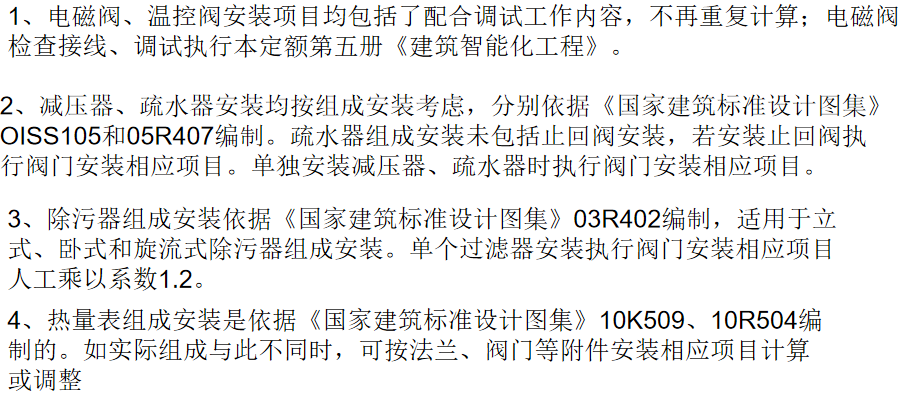 1、电磁阀、温控阀安装项目均包括了配合调试工作内容，不再重复计算；电磁阀
检查接线、调试执行本定额第五册《建筑智能化工程》。
2、减压器、疏水器安装均按组成安装考虑，分别依据《国家建筑标准设计图集》
OISS105和05R407编制。疏水器组成安装未包括止回阀安装，若安装止回阀执
行阀门安装相应项目。单独安装减压器、疏水器时执行阀门安装相应项目。
3、除污器组成安装依据《国家建筑标准设计图集》03R402编制，适用于立
式、卧式和旋流式除污器组成安装。单个过滤器安装执行阀门安装相应项目
人工乘以系数1.2。
4、热量表组成安装是依据《国家建筑标准设计图集》10K509、10R504编
制的。如实际组成与此不同时，可按法兰、阀门等附件安装相应项目计算
或调整